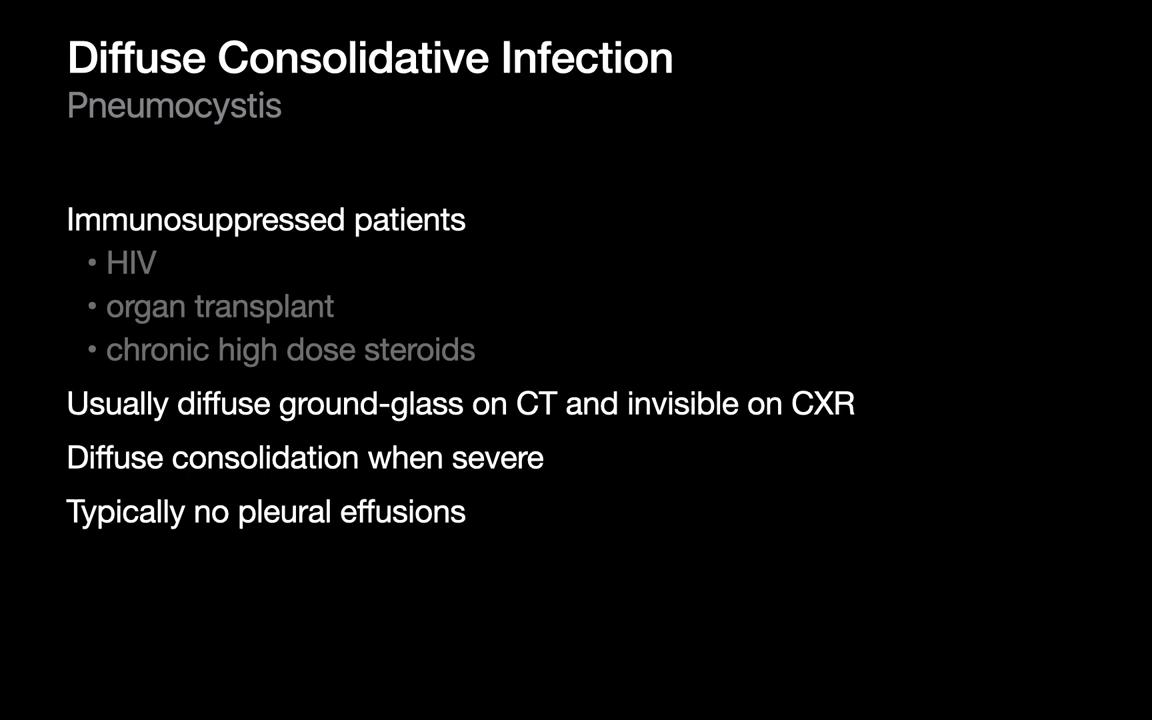 Diffuse Consolidative Infection
Pneumocystis
Immunosuppressed patients
• HIV
• organ transplant
• chronic high dose steroids
Usually diffuse ground-glass on CT and invisible on CXR
Diffuse consolidation when severe
Typically no pleural effusions